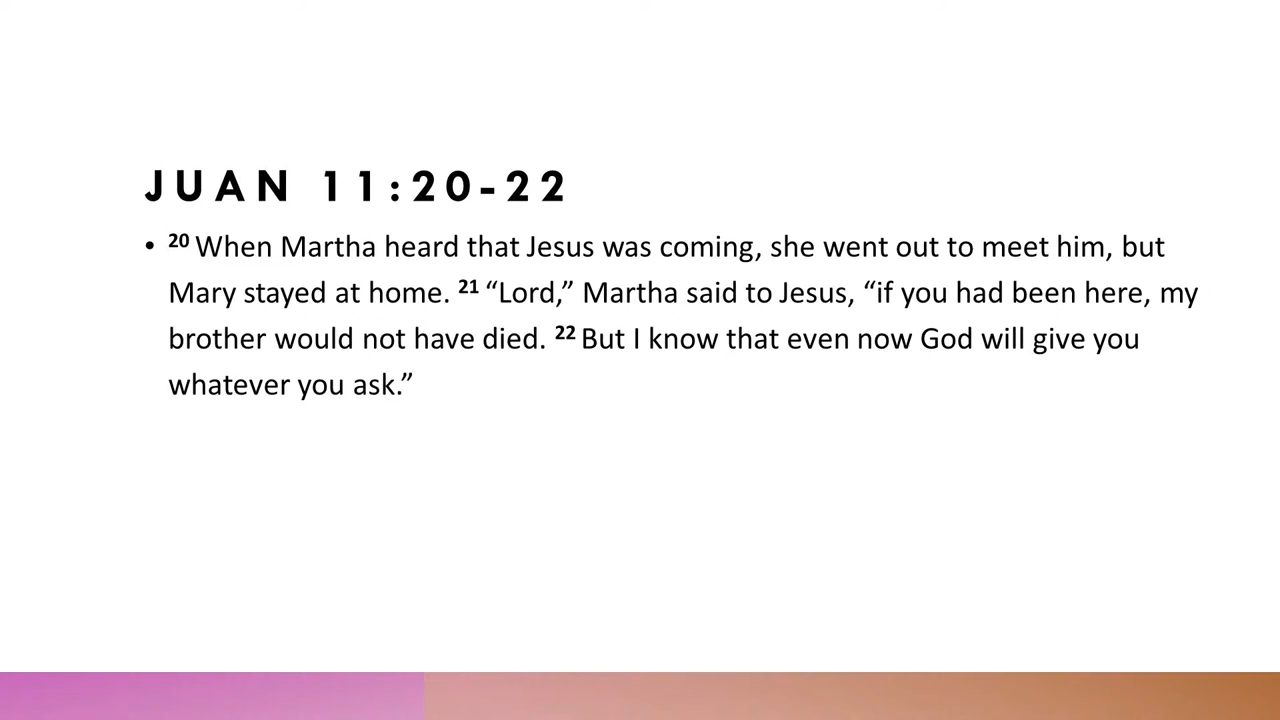 JUAN 11:20-22
• 20 When Martha heard that Jesus was coming, she went out to meet him, but
Mary stayed at home. 21 “Lord,” Martha said to Jesus, “if you had been here, my
brother would not have died. 22 But I know that even now God will give you
whatever you ask.”